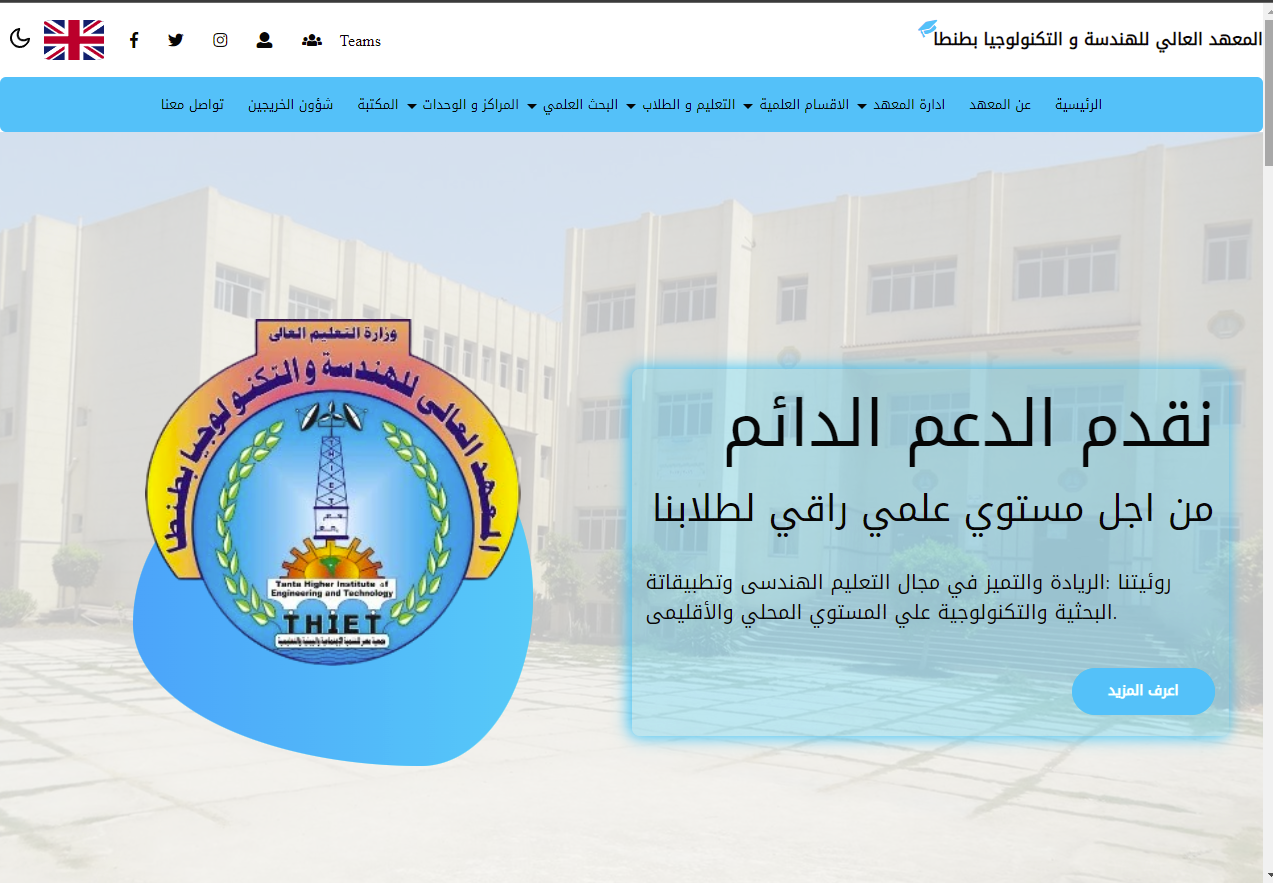 المعهد العالي للهندسة و التكنولوجيا بطنطا
Teams
الرئيسية
عن المعهد
ادارة المعهد
الاقسام العلمية
التعليم و الطلاب
البحث العلمي
المراكز و الوحدات
المكتبة
شؤون الخريجين
تواصل معنا
نقدم الدعم الدائم
من اجل مستوي علمي راقي لطلابنا
روئيتنا :الريادة والتميز في مجال التعليم الهندسى وتطبيقاتة
البحثية والتكنولوجية علي المستوي المحلي والأقليمى.
اعرف المزيد
وزارة التعليم العالى
المعهد العالى للهندسة والتكنولوجيا بطنطا
THIET
Tanta Higher Institute of
Engineering and Technology
THIET